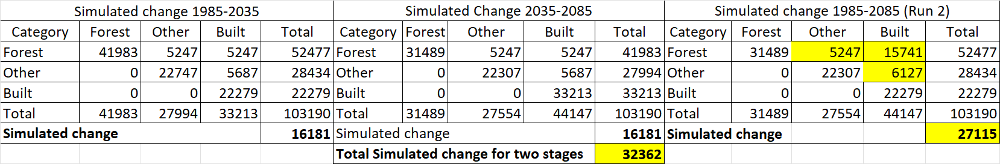 Simulated change 1985-2035 Simulated Change 2035-2085 Simulated change 1985-2085 (Run 2)
Category Forest Other Built Total Category Forest Other Built Total Category Forest Other Built Total
Forest 41983 5247 5247 52477 Forest 31489 5247 5247 41983 Forest 31489 5247 15741 52477
Other 0 22747 5687 28434 Other 0 22307 5687 27994 Other 0 22307 6127 28434
Built 0 0 22279 22279 Built 0 0 33213 33213 Built 0 0 22279 22279
Total 41983 27994 33213 103190 Total 31489 27554 44147 103190 Total 31489 27554 44147 103190
Simulated change 16181 Simulated change 16181 Simulated change 27115
Total Simulated change for two stages 32362